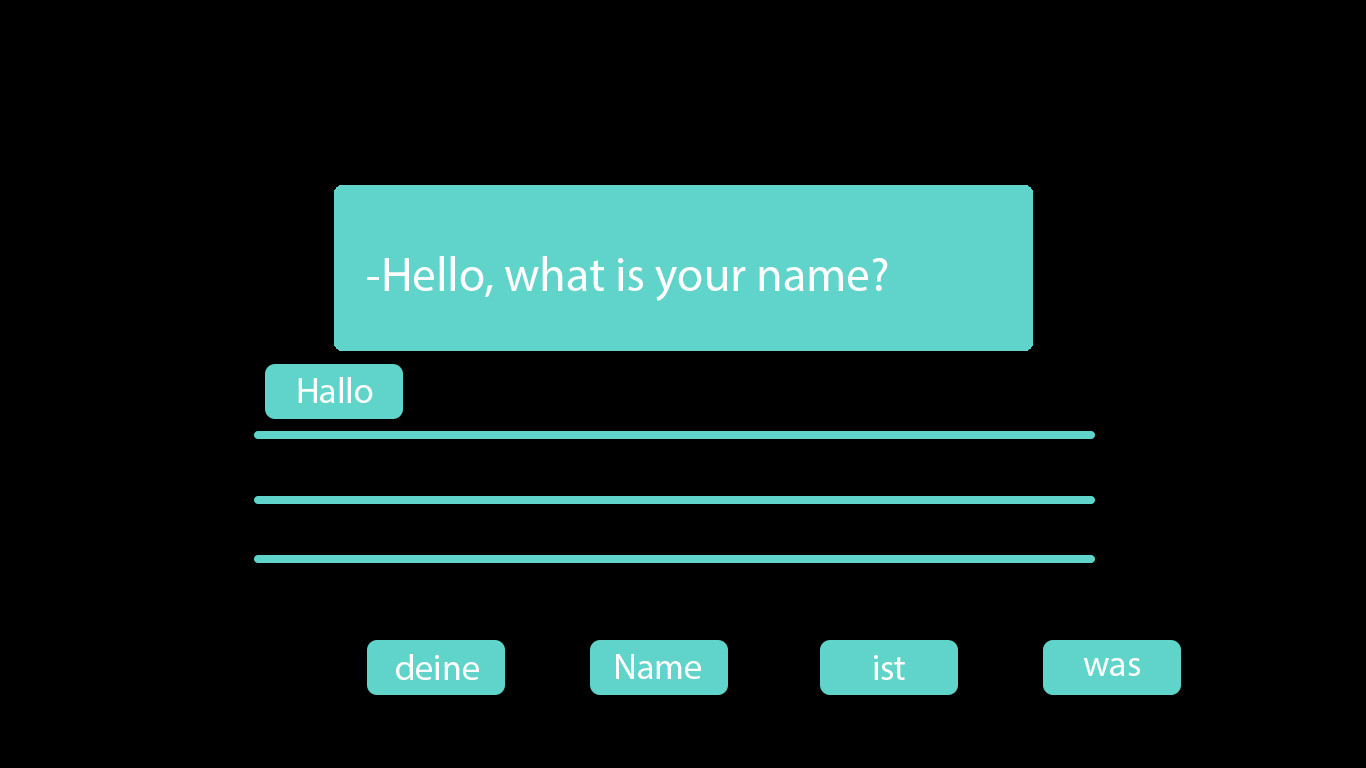 -Hello, what is your name?
Hallo
deine Name ist was